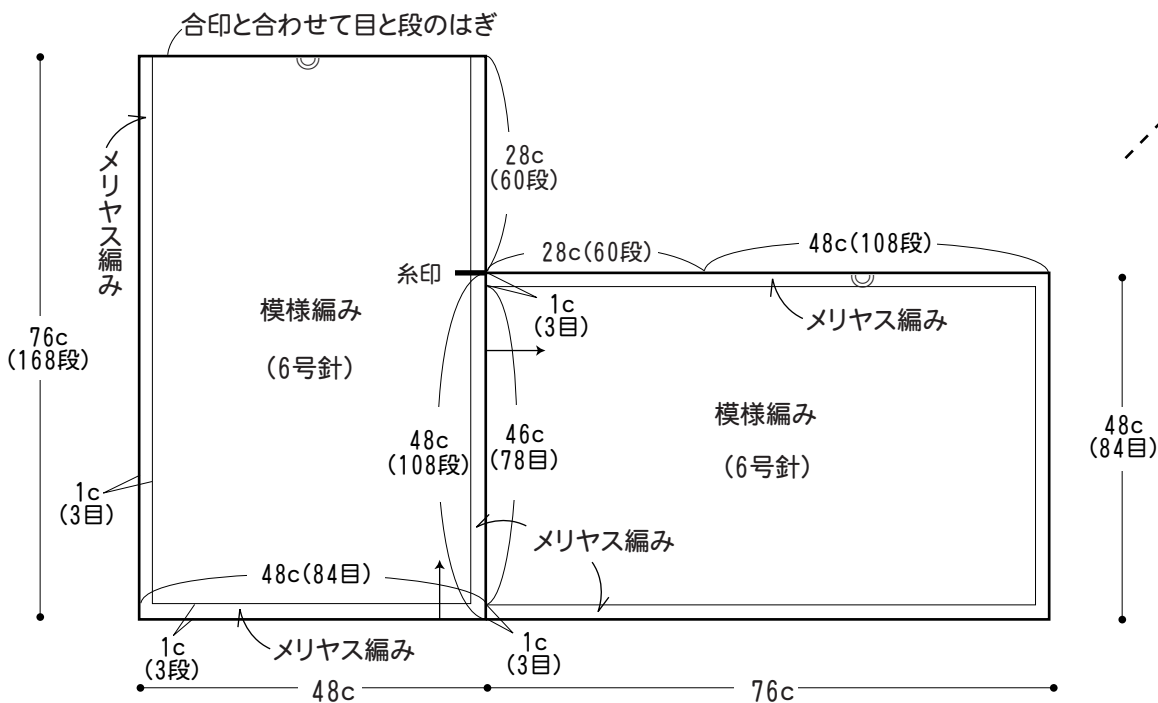 合印と合わせて目と段のはぎ
メリヤス編み
28c
(60段)
28c(60段)
48c(108段)
糸印
1c
(3目)
メリヤス編み
模様編み
(6号針)
76c
(168段)
模様編み
(6号針)
48c
(108段)
46c
(78目)
48c
(84目)
1c
(3目)
メリヤス編み
48c(84目)
1c
(3段)
メリヤス編み
1c
(3目)
48c
76c